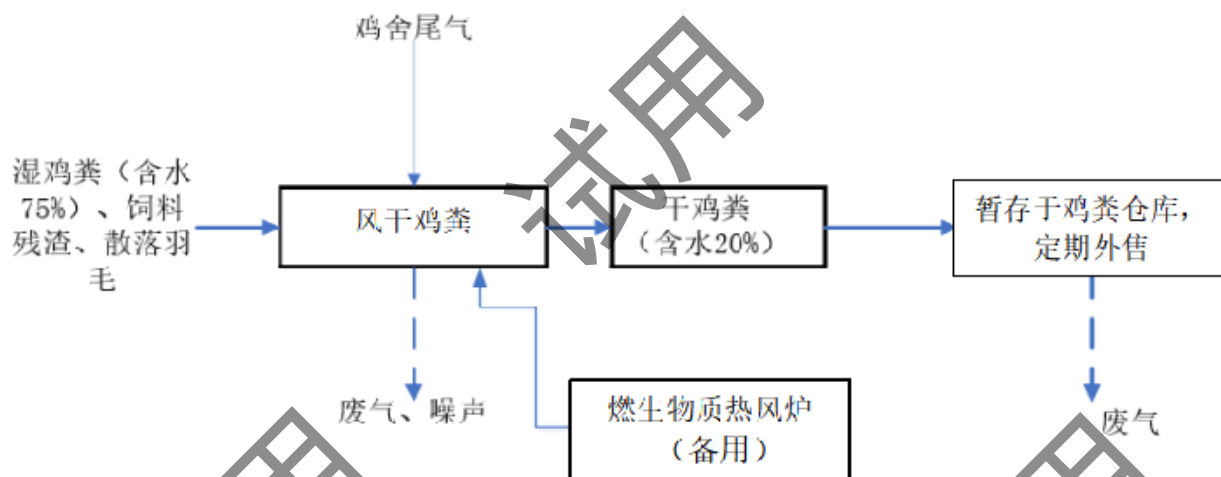 鸡舍尾气
湿鸡粪（含水
75%）、饲料
残渣、散落羽
毛
风干鸡粪
干鸡粪
（含水20%）
暂存于鸡粪仓库，
定期外售
废气、噪声
燃生物质热风炉
（备用）
废气
试用
用
用